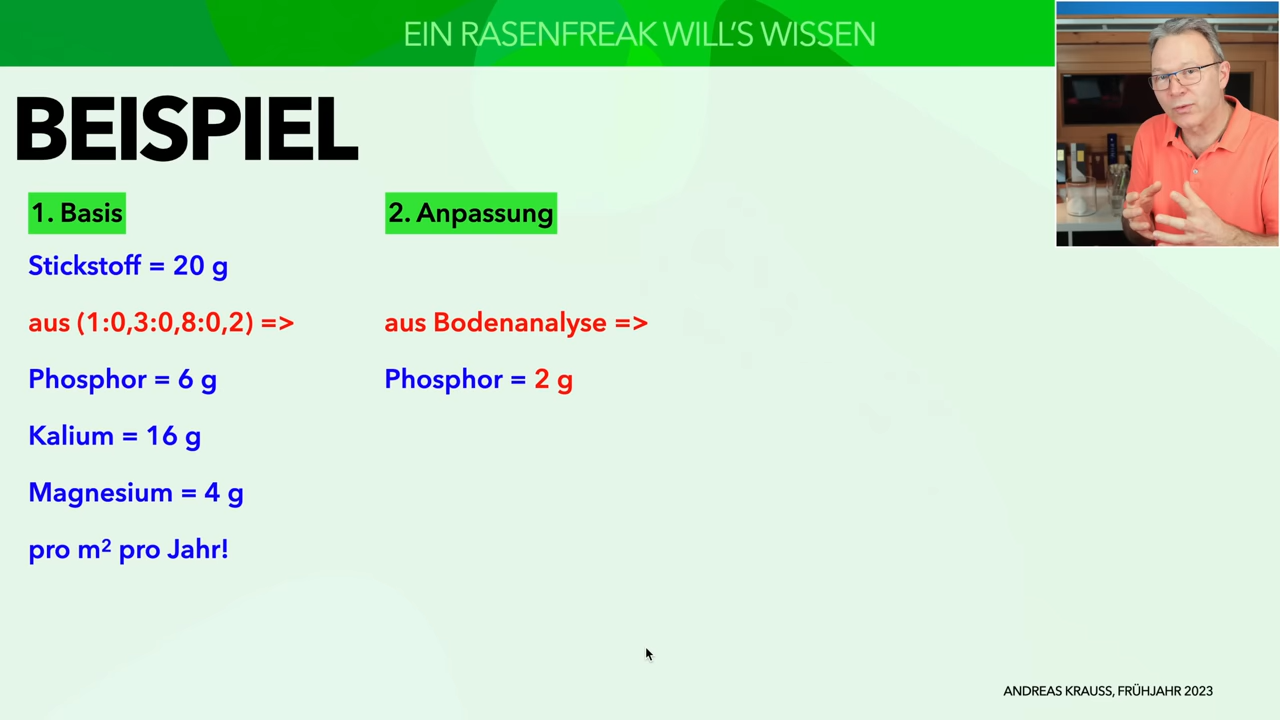 EIN RASENFREAK WILL'S WISSEN
BEISPIEL
1. Basis
Stickstoff = 20 g
aus (1:0,3:0,8:0,2) =>
Phosphor = 6 g
Kalium = 16 g
Magnesium = 4 g
pro m² pro Jahr!
2. Anpassung
aus Bodenanalyse =>
Phosphor = 2 g
ANDREAS KRAUSS, FRÜHJAHR 2023